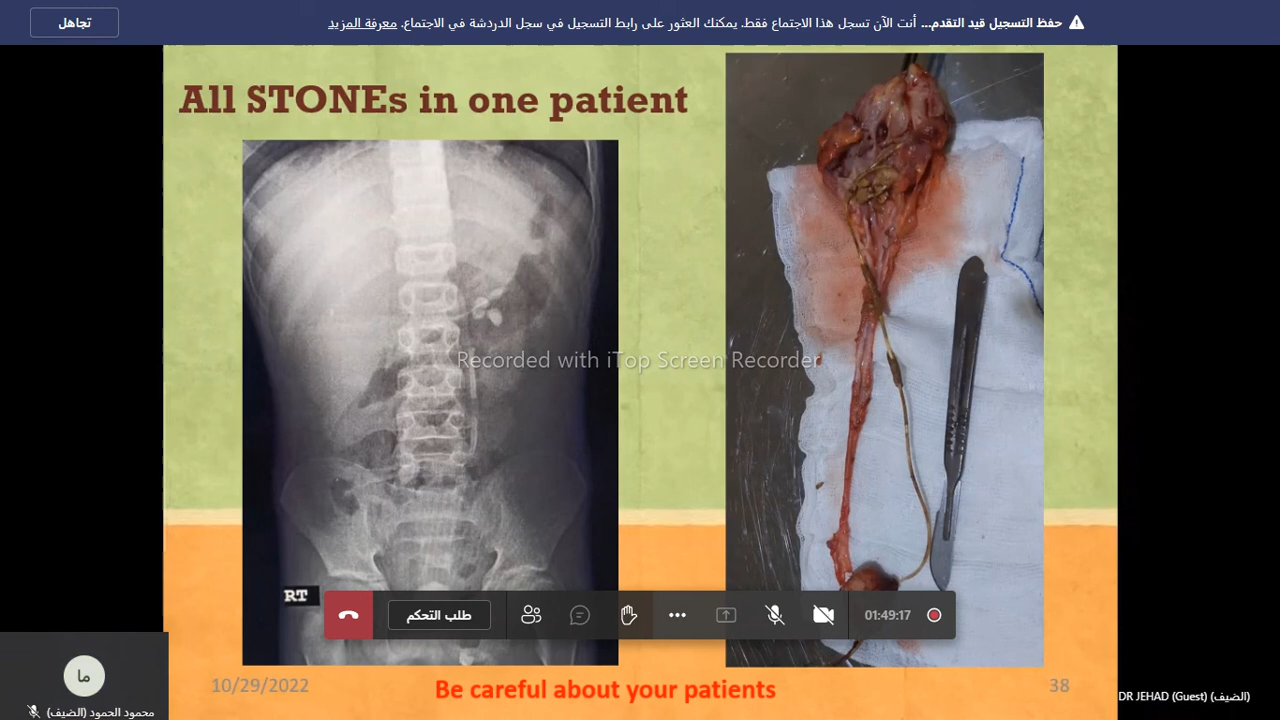 حفظ التسجيل قيد التقدم... أنت الآن تسجل هذا الاجتماع فقط. يمكنك العثور على رابط التسجيل في سجل الدردشة في الاجتماع. معرفة المزيد
تجاهل
All STONEs in one patient
Recorded with iTop Screen Recorder
RT
طلب التحكم
01:49:17
ما
محمود الحمود (الضيف)
10/29/2022
Be careful about your patients
38
DR JEHAD (Guest) (الضيف)